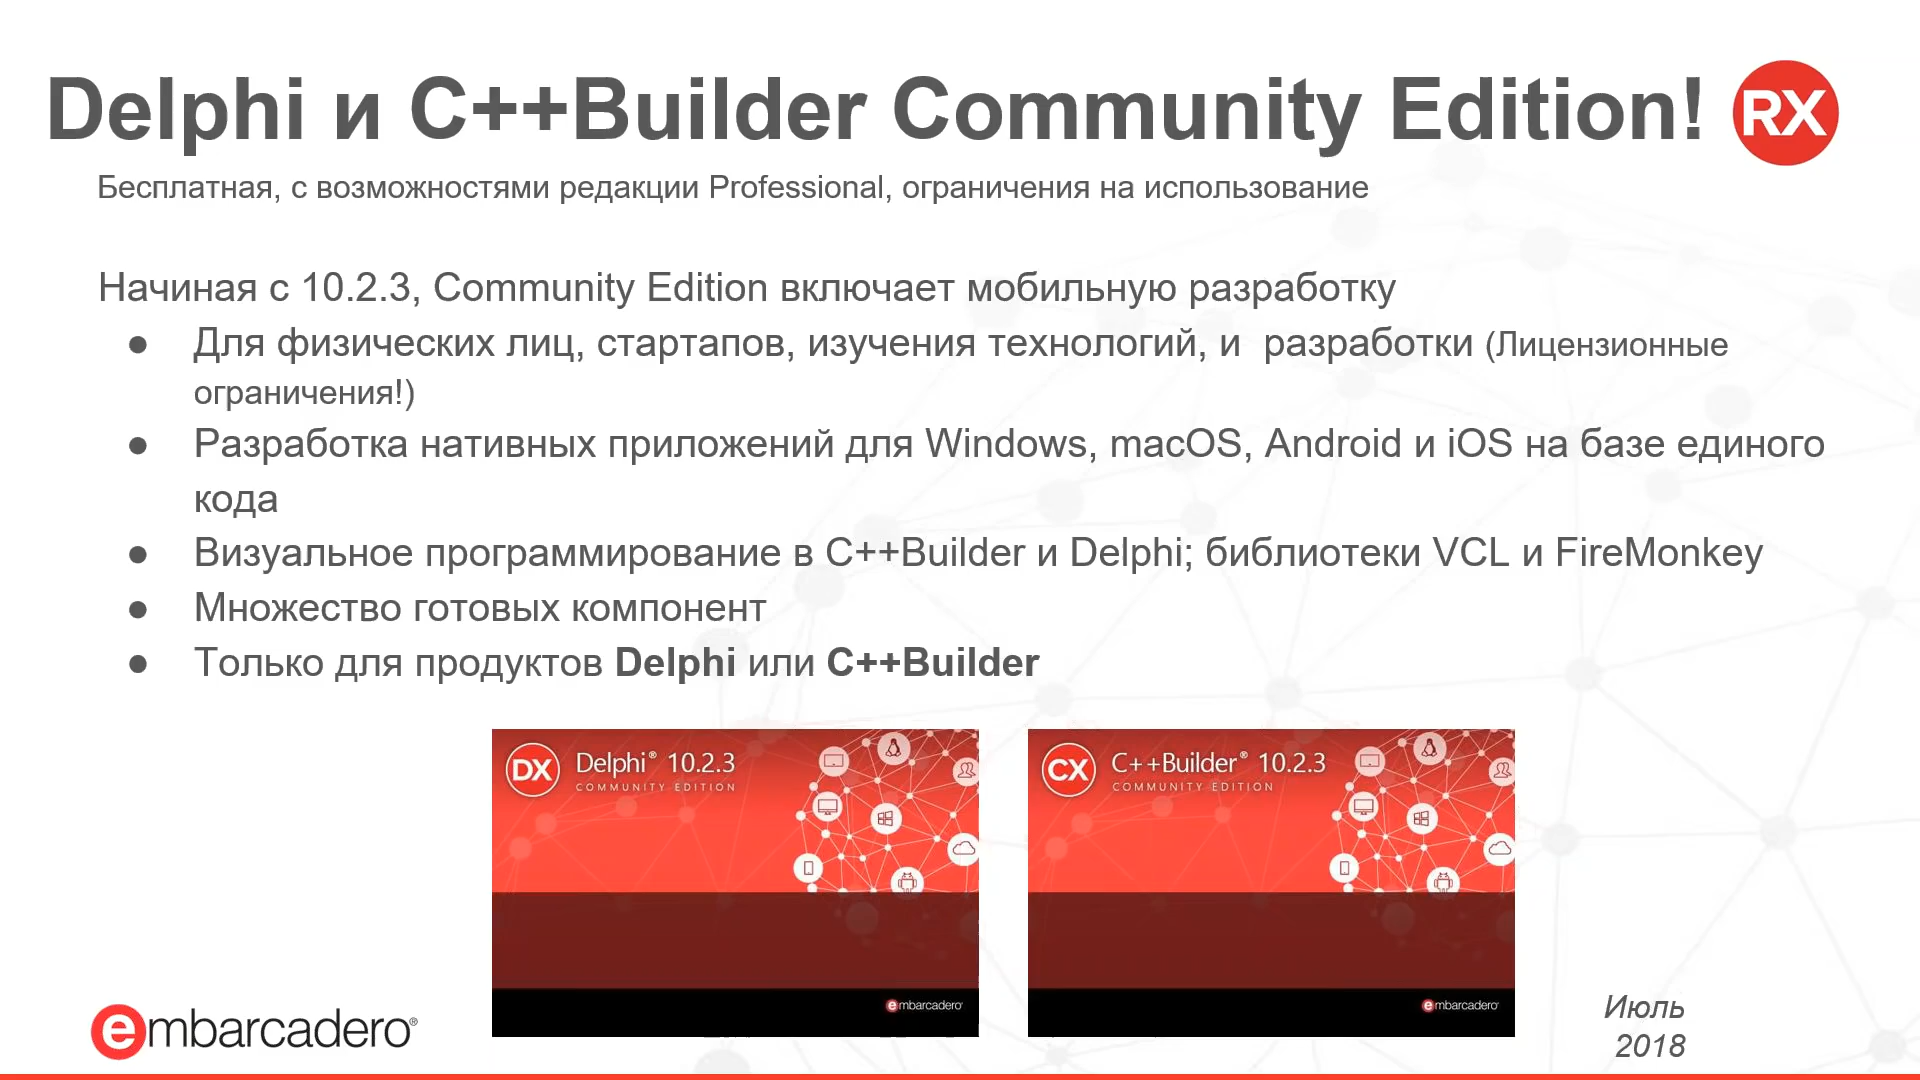 Delphi и C++Builder Community Edition!
RX
Бесплатная, с возможностями редакции Professional, ограничения на использование
Начиная с 10.2.3, Community Edition включает мобильную разработку
● Для физических лиц, стартапов, изучения технологий, и  разработки (Лицензионные
ограничения!)
● Разработка нативных приложений для Windows, macOS, Android и iOS на базе единого
кода
● Визуальное программирование в C++Builder и Delphi; библиотеки VCL и FireMonkey
● Множество готовых компонент
● Только для продуктов Delphi или C++Builder
DX Delphi® 10.2.3
COMMUNITY EDITION
embarcadero®
CX C++Builder® 10.2.3
COMMUNITY EDITION
embarcadero®
embarcadero®
Июль
2018